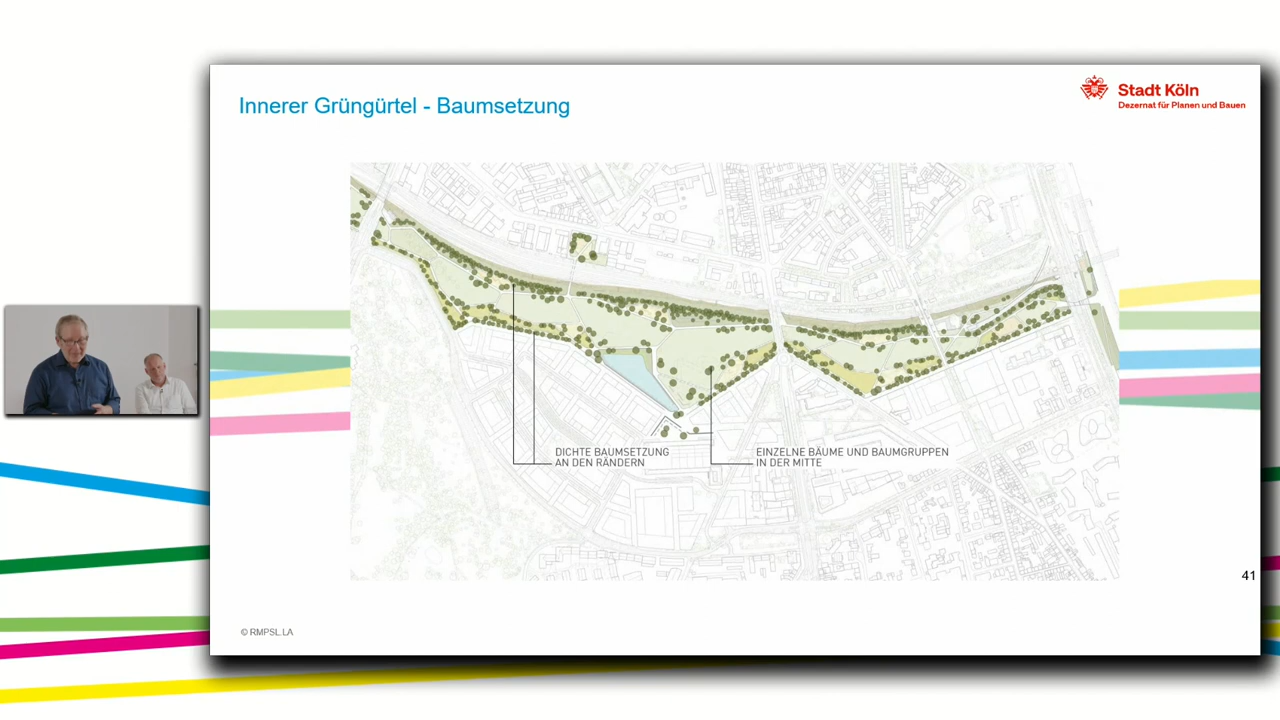 Innerer Grüngürtel - Baumsetzung
Stadt Köln
Dezernat für Planen und Bauen
DICHTE BAUMSETZUNG
AN DEN RÄNDERN
EINZELNE BÄUME UND BAUMGRUPPEN
IN DER MITTE
41
© RMPSL.LA